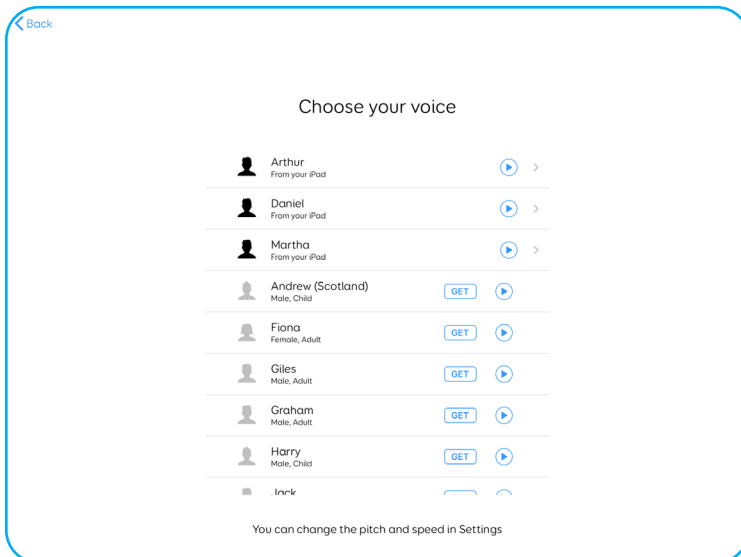 Back
Choose your voice
Arthur
From your iPad
Daniel
From your iPad
Martha
From your iPad
Andrew (Scotland)
Male, Child
GET
Fiona
Female, Adult
GET
Giles
Male, Adult
GET
Graham
Male, Adult
GET
Harry
Male, Child
GET
Jack
You can change the pitch and speed in Settings